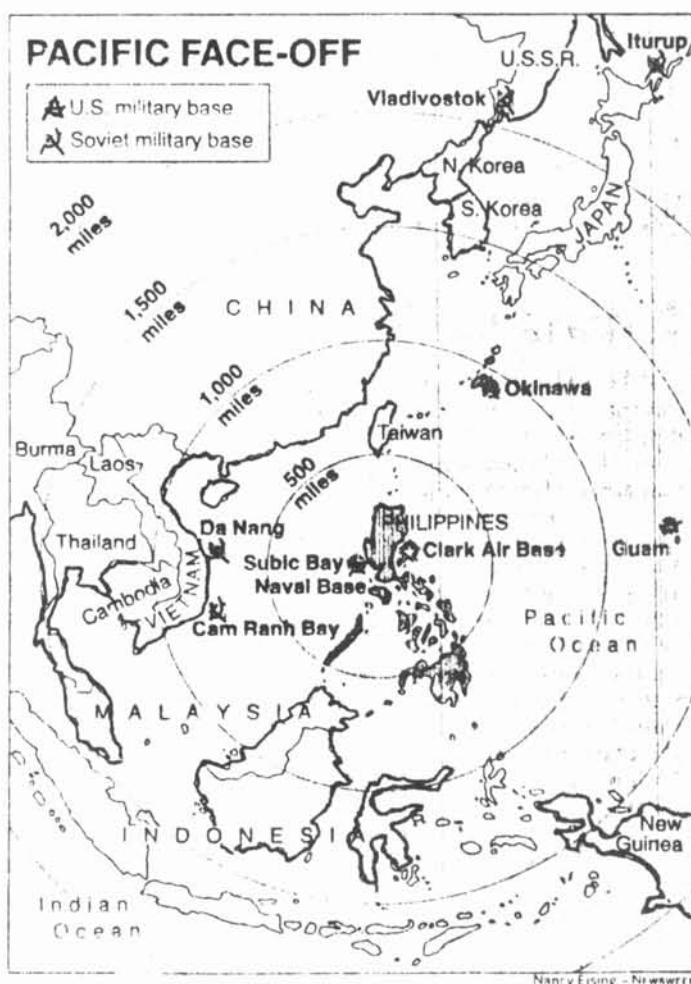 PACIFIC FACE-OFF
U.S. military base
Soviet military base
U.S.S.R.
Iturup
Vladivostok
N. Korea
S. Korea
JAPAN
2,000
miles
1,500
miles
CHINA
1,000
miles
Okinawa
Taiwan
Burma
Laos
500
miles
PHILIPPINES
Da Nang
Thailand
Subic Bay
Naval Base
Clark Air Base
Guam
Cambodia
VIETNAM
Cam Ranh Bay
Pacific
Ocean
MALAYSIA
INDONESIA
New
Guinea
Indian
Ocean
Nancy Eising – NEWSWEEK